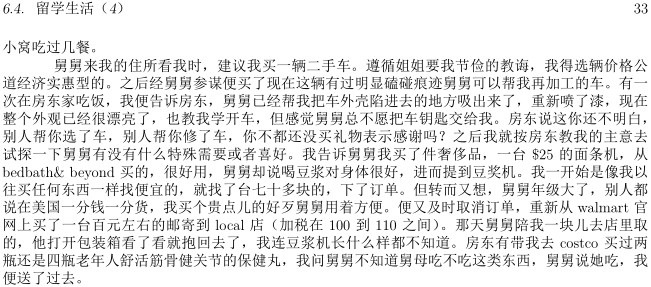 6.4. 留学生活（4） 33
小窝吃过几餐。
舅舅来我的住所看我时，建议我买一辆二手车。遵循姐姐要我节俭的教诲，我得选辆价格公
道经济实惠型的。之后经舅舅参谋便买了现在这辆有过明显磕碰痕迹舅舅可以帮我再加工的车。有
一次在房东家吃饭，我便告诉房东，舅舅已经帮我把车外壳陷进去的地方吸出来了，重新喷了漆，现在
整个外观已经很漂亮了，也教我学开车，但感觉舅舅总不愿把车钥匙交给我。房东说这你还不明白，
别人帮你选了车，别人帮你修了车，你不都还没买礼物表示感谢吗？之后我就按房东教我的主意去
试探一下舅舅有没有什么特殊需要或者喜好。我告诉舅舅我买了件奢侈品，一台 $25 的面条机，从
bedbath& beyond 买的，很好用，舅舅却说喝豆浆对身体很好，进而提到豆浆机。我一开始是像我以
往买任何东西一样找便宜的，就找了台七十多块的，下了订单。但转而又想，舅舅年级大了，别人都
说在美国一分钱一分货，我买个贵点儿的好歹舅舅用着方便。便又及时取消订单，重新从 walmart 官
网上买了一台百元左右的邮寄到 local 店（加税在 100 到 110 之间）。那天舅舅陪我一块儿去店里取
的，他打开包装箱看了看就抱回去了，我连豆浆机长什么样都不知道。房东有带我去 costco 买过两
瓶还是四瓶老年人舒活筋骨健关节的保健丸，我问舅舅不知道舅母吃不吃这类东西，舅舅说她吃，我
便送了过去。